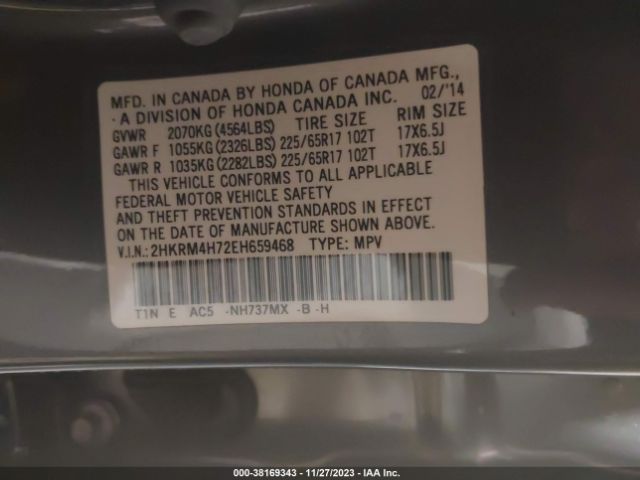 MFD. IN CANADA BY HONDA OF CANADA MFG.,
- A DIVISION OF HONDA CANADA INC. 02/'14
GVWR 2070KG(4564LBS) TIRE SIZE RIM SIZE
GAWR F 1055KG(2326LBS) 225/65R17 102T 17X6.5J
GAWR R 1035KG(2282LBS) 225/65R17 102T 17X6.5J
THIS VEHICLE CONFORMS TO ALL APPLICABLE
FEDERAL MOTOR VEHICLE SAFETY
AND THEFT PREVENTION STANDARDS IN EFFECT
ON THE DATE OF MANUFACTURE SHOWN ABOVE.
V.I.N.: 2HKRM4H72EH659468 TYPE: MPV
T1N E AC5 -NH737MX -B -H
000-38169343 - 11/27/2023 - IAA Inc.